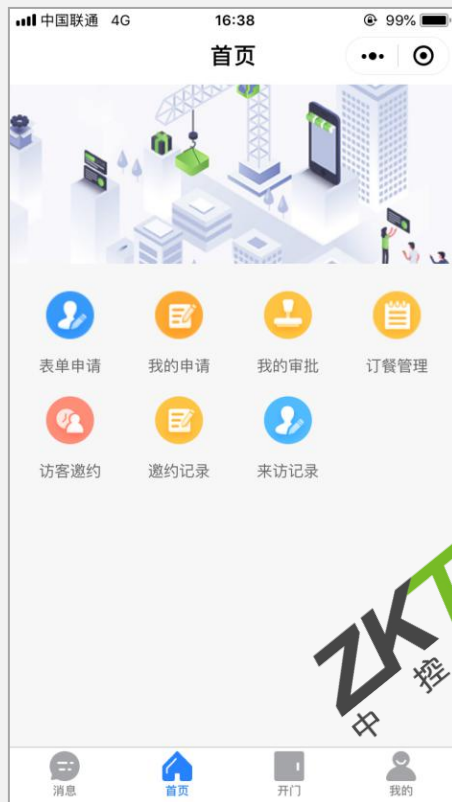 中国联通 4G 16:38 99%
首页
表单申请 我的申请 我的审批 订餐管理
访客邀约 邀约记录 来访记录
ZKT
中控
消息 首页 开门 我的